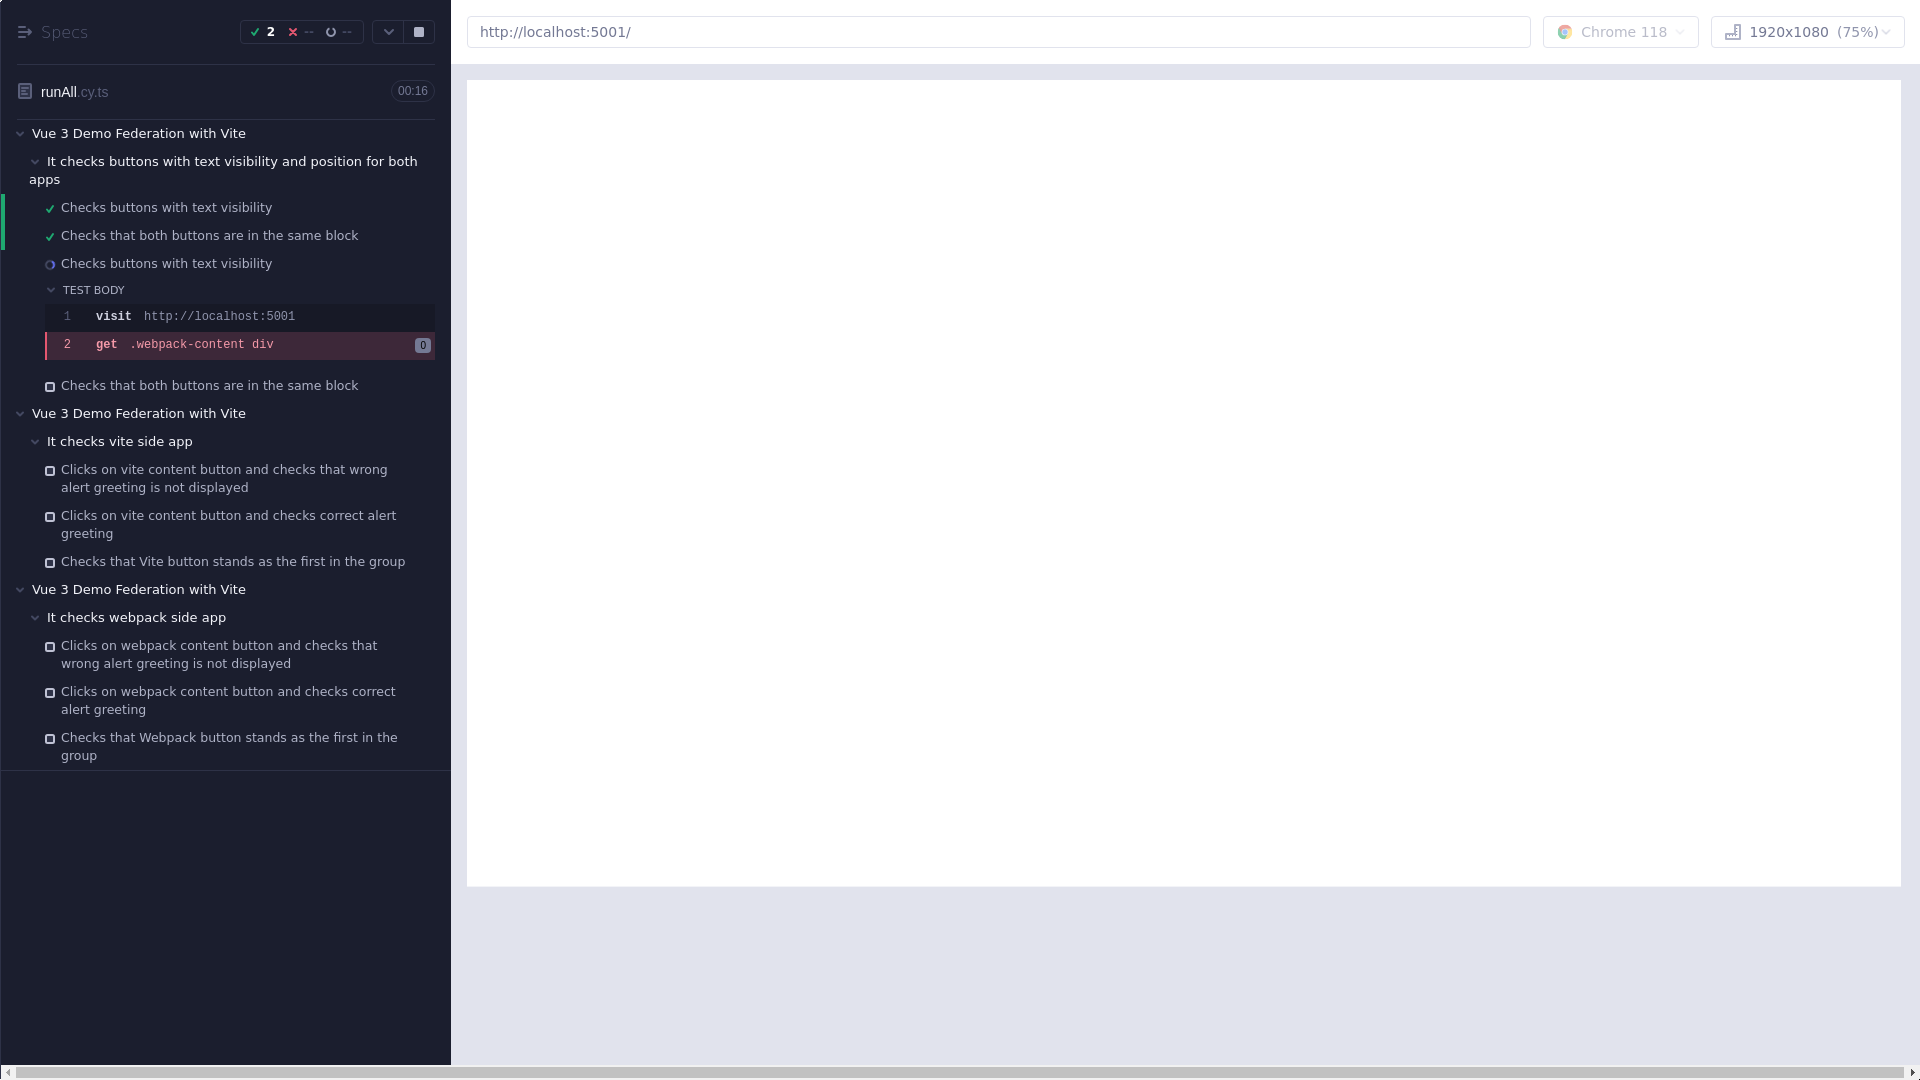 Specs
2 -- --
http://localhost:5001/
Chrome 118
1920x1080 (75%)
runAll.cy.ts
00:16
Vue 3 Demo Federation with Vite
It checks buttons with text visibility and position for both
apps
Checks buttons with text visibility
Checks that both buttons are in the same block
Checks buttons with text visibility
TEST BODY
1 visit http://localhost:5001
2 get .webpack-content div 0
Checks that both buttons are in the same block
Vue 3 Demo Federation with Vite
It checks vite side app
Clicks on vite content button and checks that wrong
alert greeting is not displayed
Clicks on vite content button and checks correct alert
greeting
Checks that Vite button stands as the first in the group
Vue 3 Demo Federation with Vite
It checks webpack side app
Clicks on webpack content button and checks that
wrong alert greeting is not displayed
Clicks on webpack content button and checks correct
alert greeting
Checks that Webpack button stands as the first in the
group